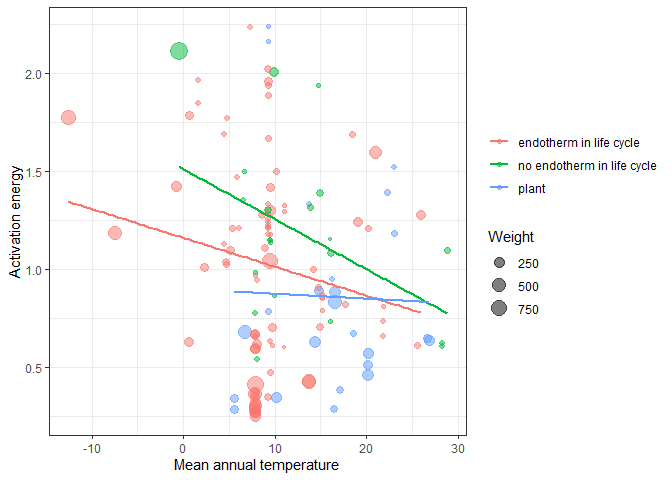 Activation energy
2.0
1.5
1.0
0.5
-10
0
10
20
30
Mean annual temperature
endotherm in life cycle
no endotherm in life cycle
plant
Weight
250
500
750